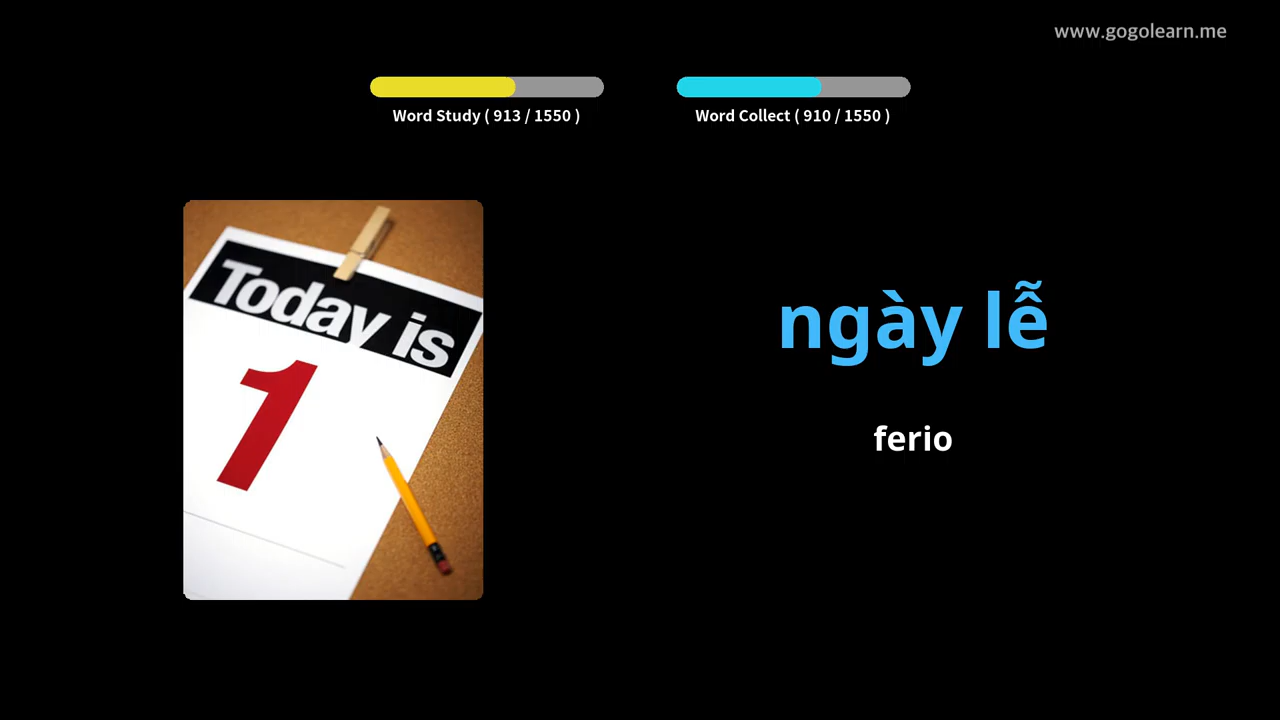 www.gogolearn.me
Word Study ( 913 / 1550 )
Word Collect ( 910 / 1550 )
Today is
1
ngày lễ
ferio